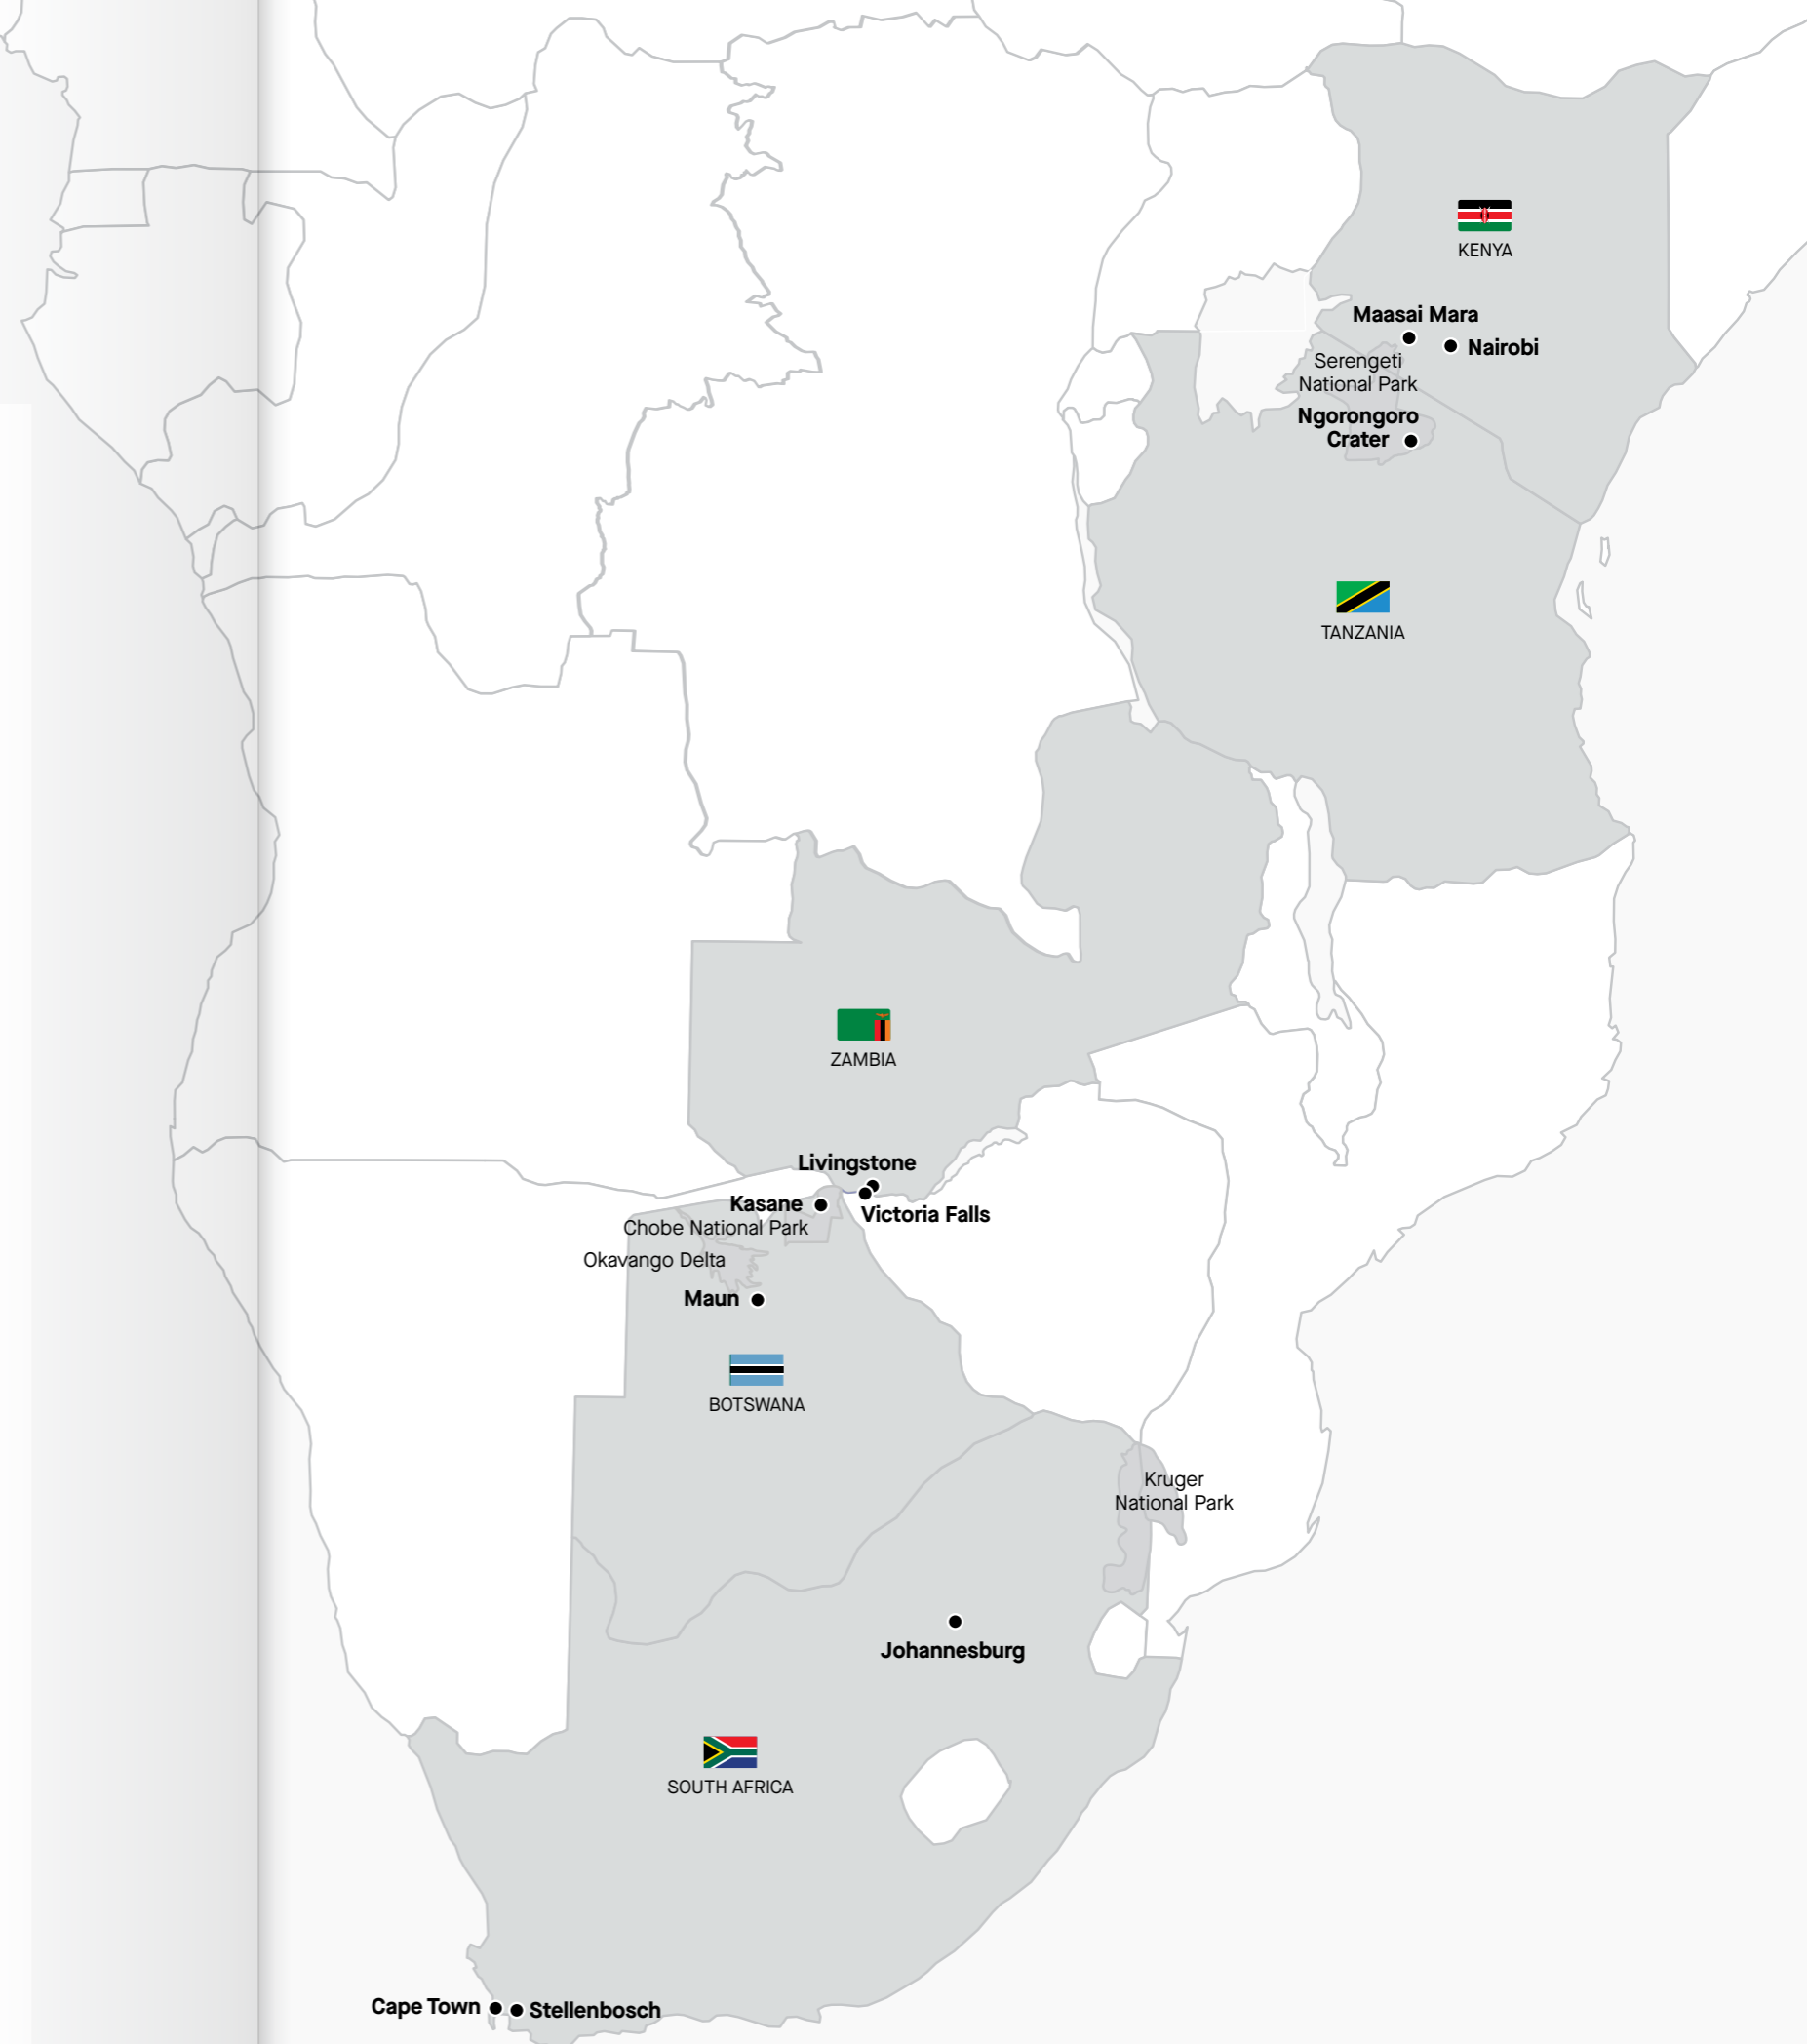 KENYA
Maasai Mara
Nairobi
Serengeti
National Park
Ngorongoro
Crater
TANZANIA
ZAMBIA
Livingstone
Kasane
Victoria Falls
Chobe National Park
Okavango Delta
Maun
BOTSWANA
Kruger
National Park
Johannesburg
SOUTH AFRICA
Cape Town
Stellenbosch